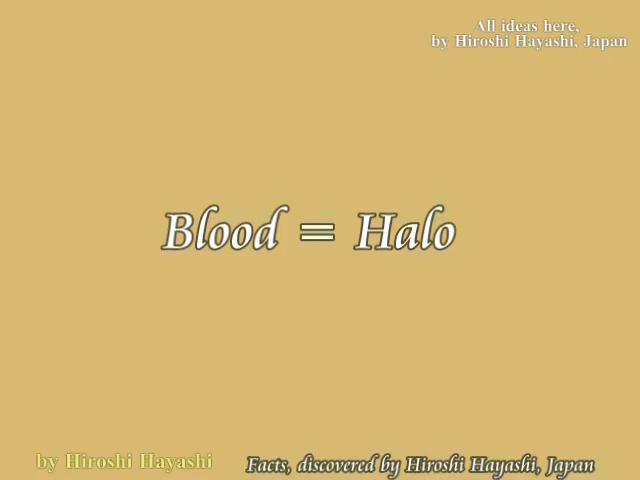 All ideas here,
by Hiroshi Hayashi, Japan
Blood = Halo
by Hiroshi Hayashi
Facts, discovered by Hiroshi Hayashi, Japan